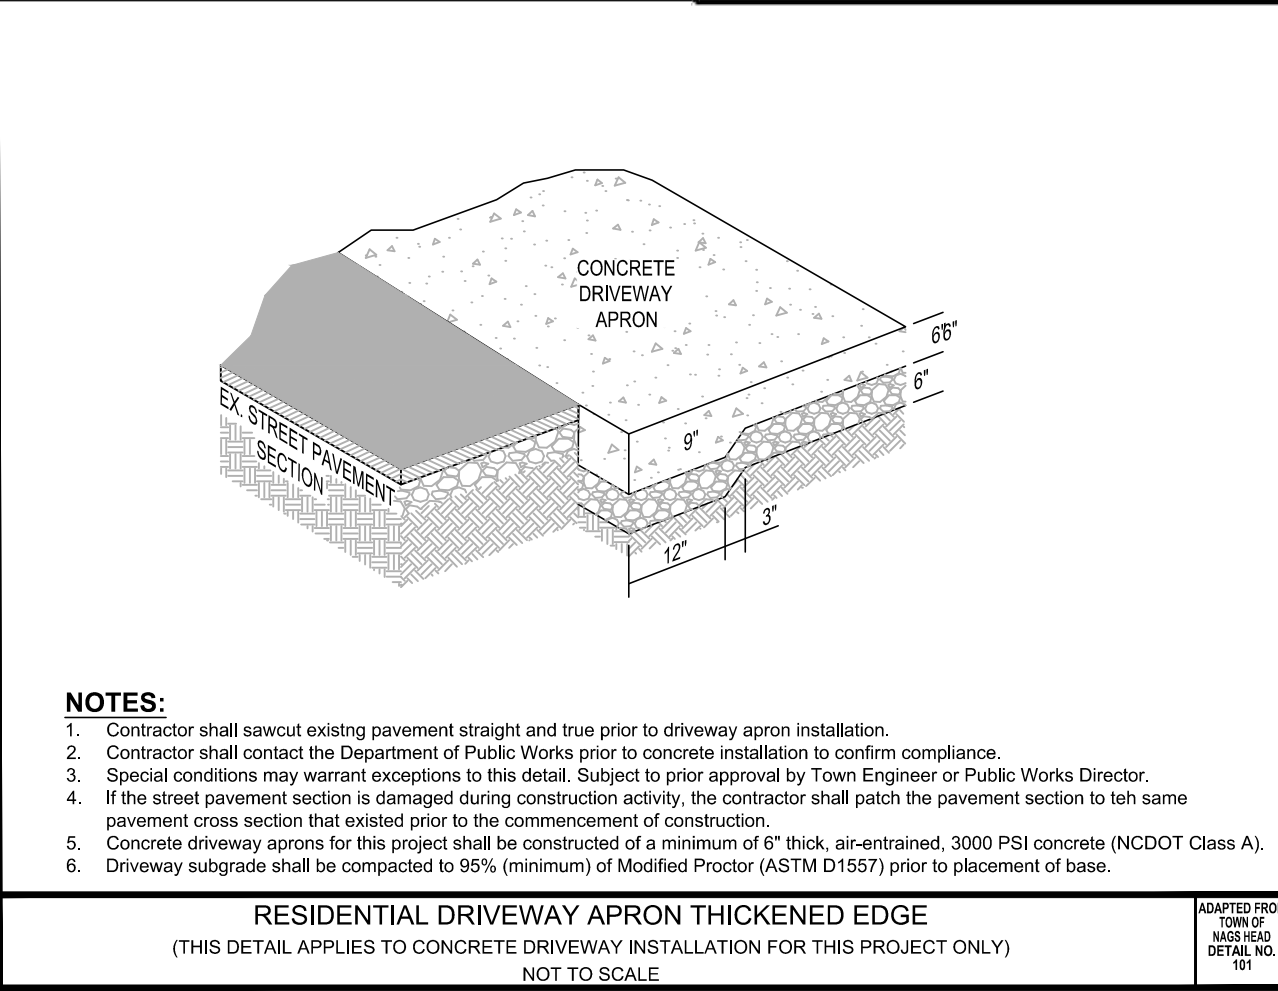 CONCRETE
DRIVEWAY
APRON
6'6"
6"
9"
EX. STREET PAVEMENT
SECTION
3"
12"
NOTES:
1. Contractor shall sawcut existng pavement straight and true prior to driveway apron installation.
2. Contractor shall contact the Department of Public Works prior to concrete installation to confirm compliance.
3. Special conditions may warrant exceptions to this detail. Subject to prior approval by Town Engineer or Public Works Director.
4. If the street pavement section is damaged during construction activity, the contractor shall patch the pavement section to teh same
pavement cross section that existed prior to the commencement of construction.
5. Concrete driveway aprons for this project shall be constructed of a minimum of 6" thick, air-entrained, 3000 PSI concrete (NCDOT Class A).
6. Driveway subgrade shall be compacted to 95% (minimum) of Modified Proctor (ASTM D1557) prior to placement of base.
RESIDENTIAL DRIVEWAY APRON THICKENED EDGE
(THIS DETAIL APPLIES TO CONCRETE DRIVEWAY INSTALLATION FOR THIS PROJECT ONLY)
NOT TO SCALE
ADAPTED FRO
TOWN OF
NAGS HEAD
DETAIL NO.
101